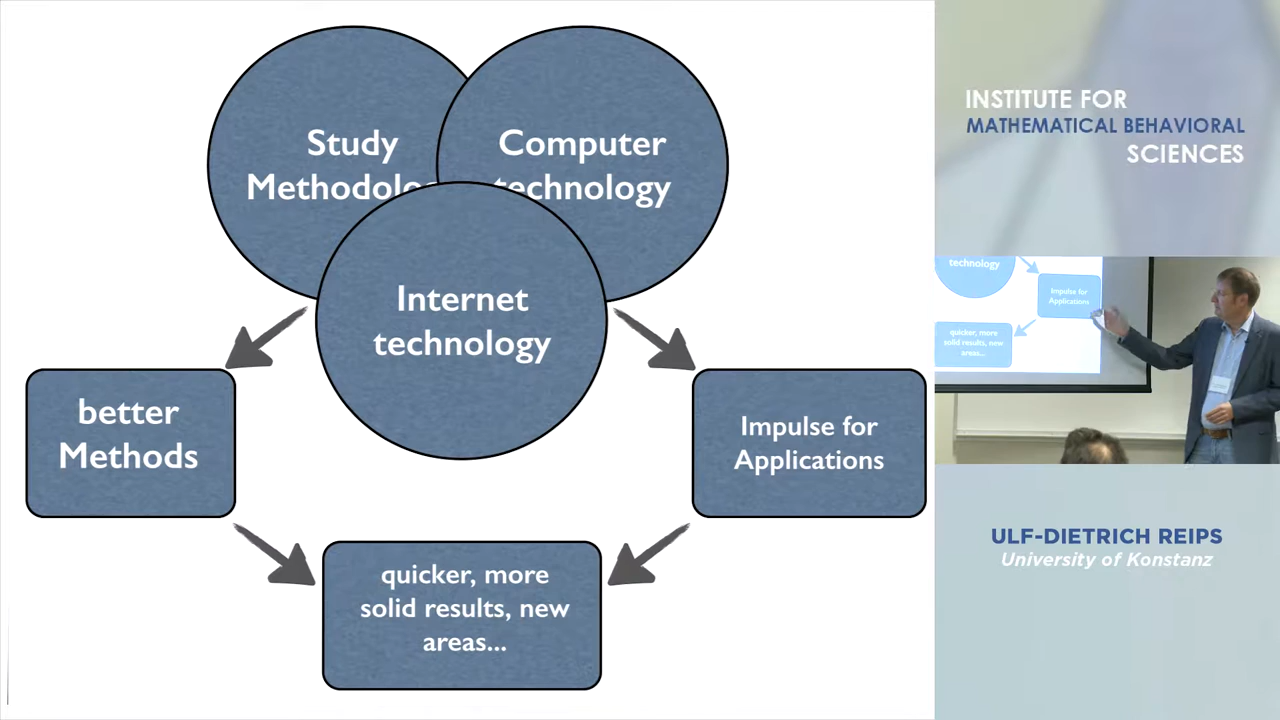 Study
Computer
technology
Internet
technology
better
Methods
Impulse for
Applications
quicker, more
solid results, new
areas...
INSTITUTE FOR
MATHEMATICAL BEHAVIORAL
SCIENCES
technology
Impulse for
Applications
quicker, more
solid results, new
areas...
ULF-DIETRICH REIPS
University of Konstanz